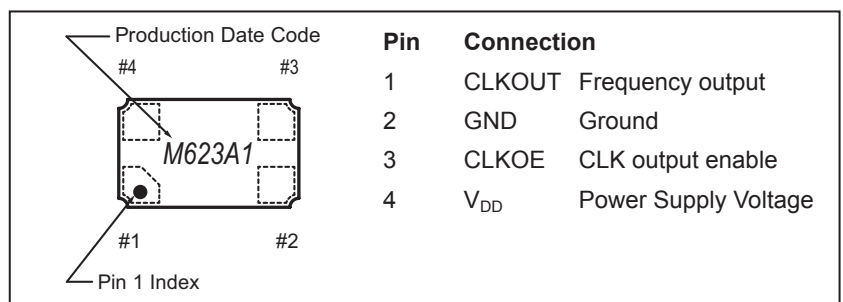 Production Date Code
#4 #3
M623A1
#1 #2
Pin 1 Index
Pin Connection
1 CLKOUT Frequency output
2 GND Ground
3 CLKOE CLK output enable
4 VDD Power Supply Voltage